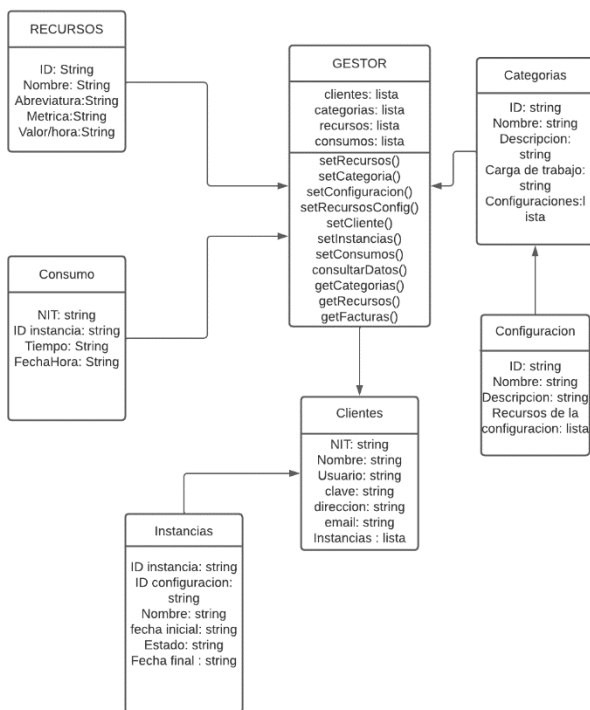 RECURSOS
ID: String
Nombre: String
Abreviatura:String
Metrica:String
Valor/hora:String
GESTOR
clientes: lista
categorias: lista
recursos: lista
consumos: lista
setRecursos()
setCategoria()
setConfiguracion()
setRecursosConfig()
setCliente()
setInstancias()
setConsumos()
consultarDatos()
getCategorias()
getRecursos()
getFacturas()
Categorias
ID: string
Nombre: string
Descripcion:
string
Carga de trabajo:
string
Configuraciones:l
ista
Consumo
NIT: string
ID instancia: string
Tiempo: String
FechaHora: String
Configuracion
ID: string
Nombre: string
Descripcion: string
Recursos de la
configuracion: lista
Clientes
NIT: string
Nombre: string
Usuario: string
clave: string
direccion: string
email: string
Instancias : lista
Instancias
ID instancia: string
ID configuracion:
string
Nombre: string
fecha inicial: string
Estado: string
Fecha final : string